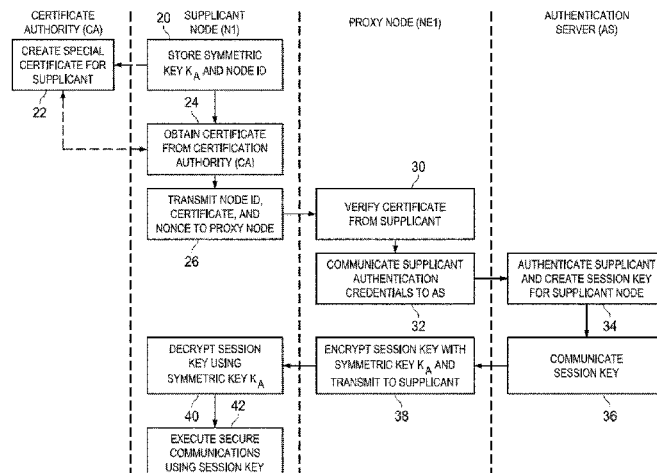 CERTIFICATE
AUTHORITY (CA)
SUPPLICANT
NODE (N1)
PROXY NODE (NE1)
AUTHENTICATION
SERVER (AS)
20
CREATE SPECIAL
CERTIFICATE FOR
SUPPLICANT
22
STORE SYMMETRIC
KEY K A AND NODE ID
24
OBTAIN CERTIFICATE
FROM CERTIFICATION
AUTHORITY (CA)
30
TRANSMIT NODE ID,
CERTIFICATE, AND
NONCE TO PROXY NODE
26
VERIFY CERTIFICATE
FROM SUPPLICANT
COMMUNICATE SUPPLICANT
AUTHENTICATION
CREDENTIALS TO AS
32
AUTHENTICATE SUPPLICANT
AND CREATE SESSION KEY
FOR SUPPLICANT NODE
34
DECRYPT SESSION
KEY USING
SYMMETRIC KEY K A
40
42
ENCRYPT SESSION KEY WITH
SYMMETRIC KEY K A AND
TRANSMIT TO SUPPLICANT
38
COMMUNICATE
SESSION KEY
36
EXECUTE SECURE
COMMUNICATIONS
USING SESSION KEY